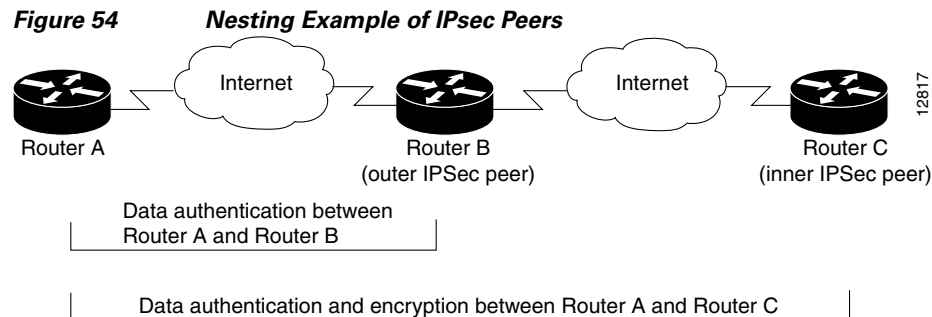 Figure 54 Nesting Example of IPsec Peers
Internet
Internet
12817
Router A
Router B
(outer IPSec peer)
Router C
(inner IPSec peer)
Data authentication between
Router A and Router B
Data authentication and encryption between Router A and Router C